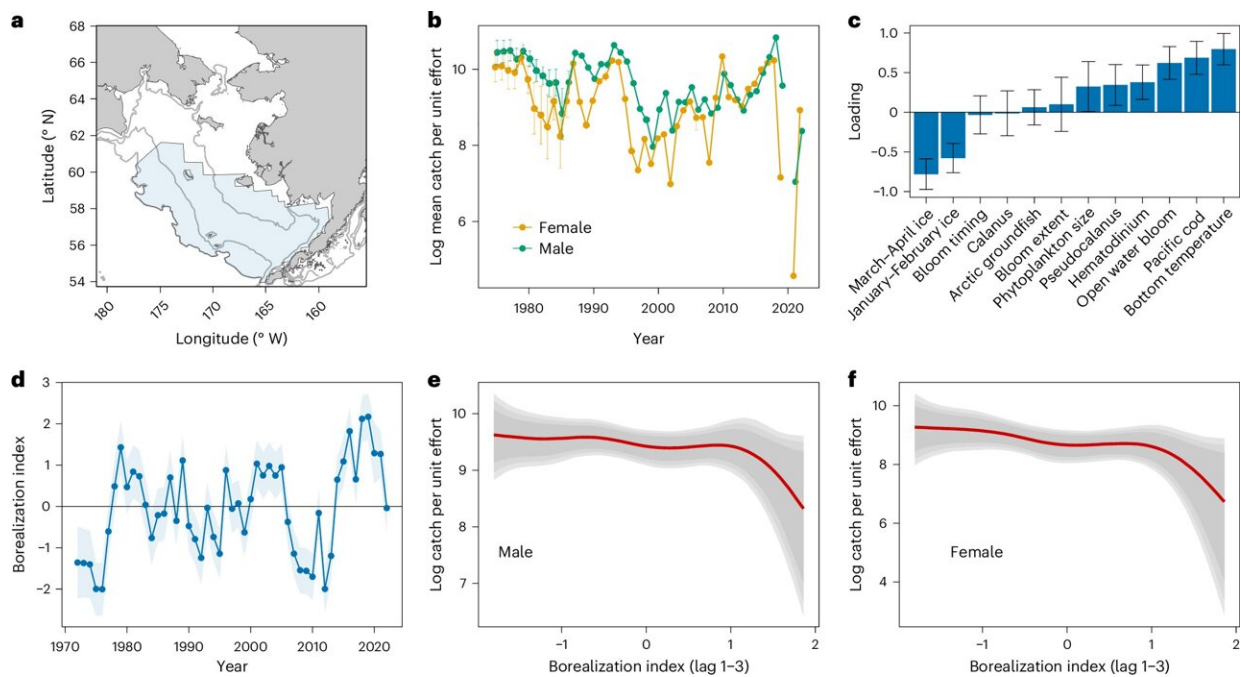 a
68
66
64
62
60
58
56
54
Latitude (° N)
180
175
170
165
160
Longitude (° W)
b
10
8
6
Log mean catch per unit effort
Female
Male
1980
1990
2000
2010
2020
Year
c
1.0
0.5
0
–0.5
–1.0
Loading
March–April ice
January–February ice
Bloom timing
Calanus
Arctic groundfish
Bloom extent
Phytoplankton size
Pseudocalanus
Hematodinium
Open water bloom
Pacific cod
Bottom temperature
d
3
2
1
0
–1
–2
Borealization index
1970
1980
1990
2000
2010
2020
Year
e
10
9
8
7
Log catch per unit effort
Male
–1
0
1
2
Borealization index (lag 1–3)
f
10
8
6
4
Log catch per unit effort
Female
–1
0
1
2
Borealization index (lag 1–3)